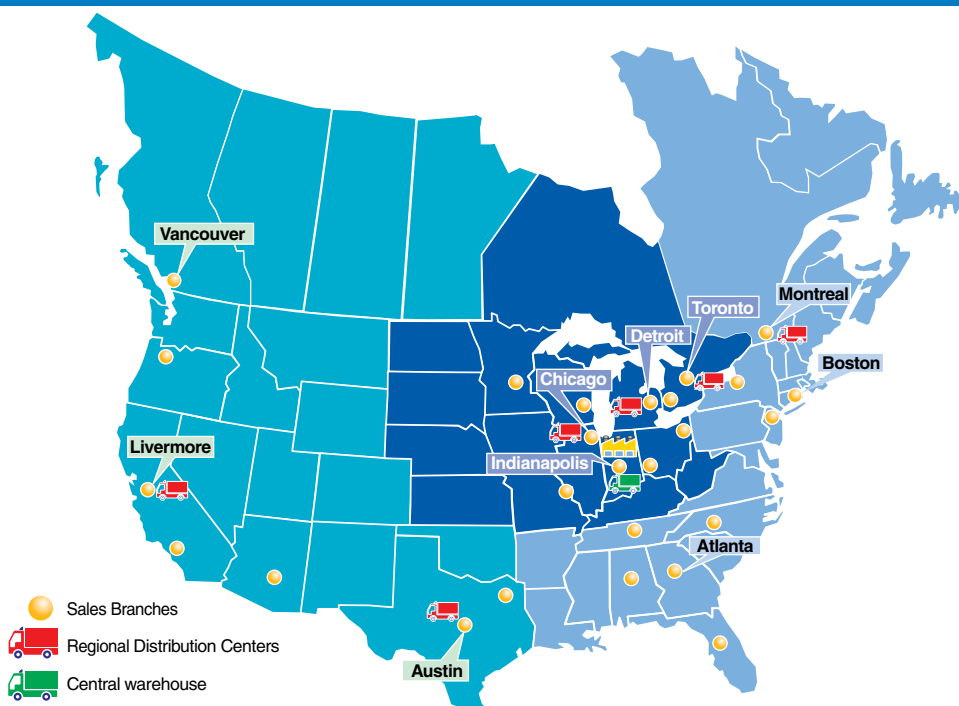 Vancouver
Montreal
Toronto
Detroit
Boston
Chicago
Livermore
Indianapolis
Atlanta
Sales Branches
Regional Distribution Centers
Austin
Central warehouse